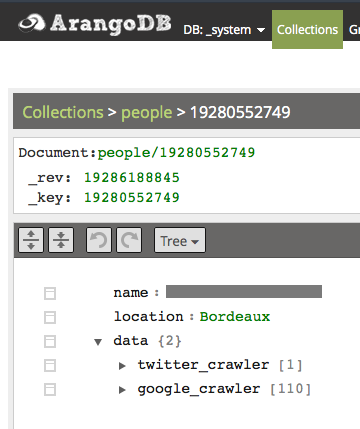 ArangoDB DB: _system Collections Gr
Collections > people > 19280552749
Document:people/19280552749
_rev: 19286188845
_key: 19280552749
Tree
name :
location : Bordeaux
data {2}
twitter_crawler [1]
google_crawler [110]